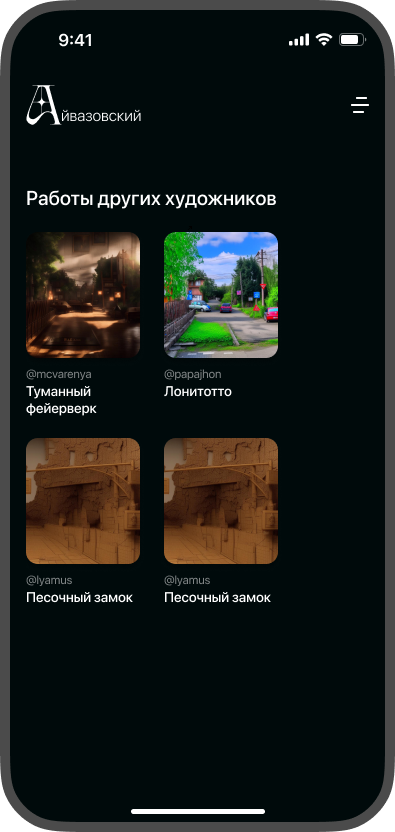 9:41
Айвазовский
Работы других художников
@mcvarenya
@papajhon
Туманный
фейерверк
Лонитотто
@lyamus
@lyamus
Песочный замок
Песочный замок